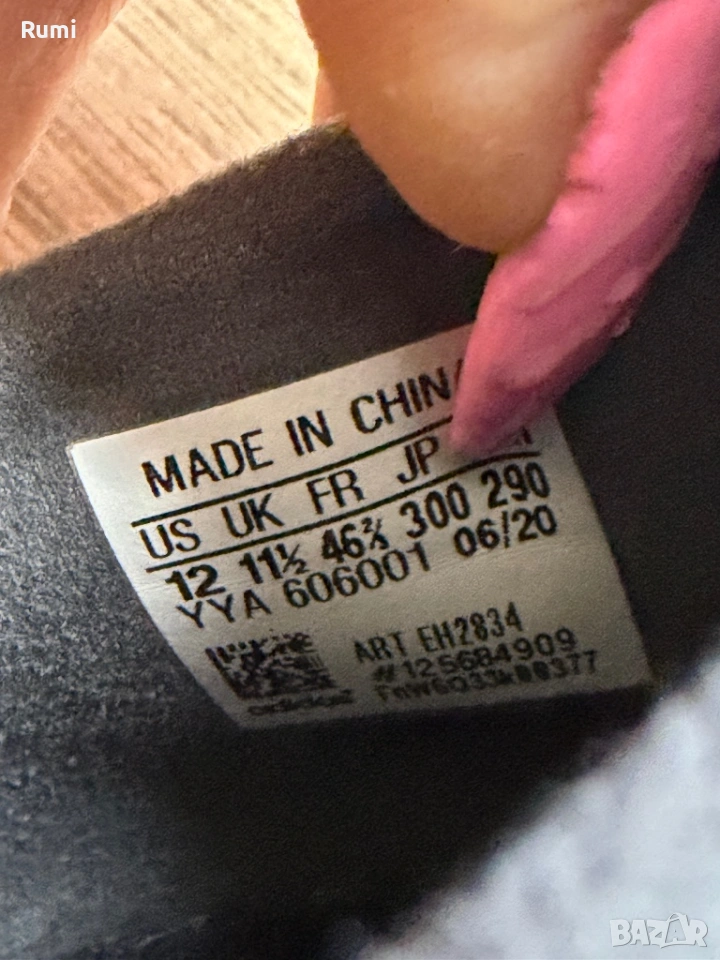 Rumi
MADE IN CHINA
US UK FR JP
12 11½ 46⅔ 300 290
YYA 606001 06/20
ART EH2834
#125684909
adidas
BAZAR